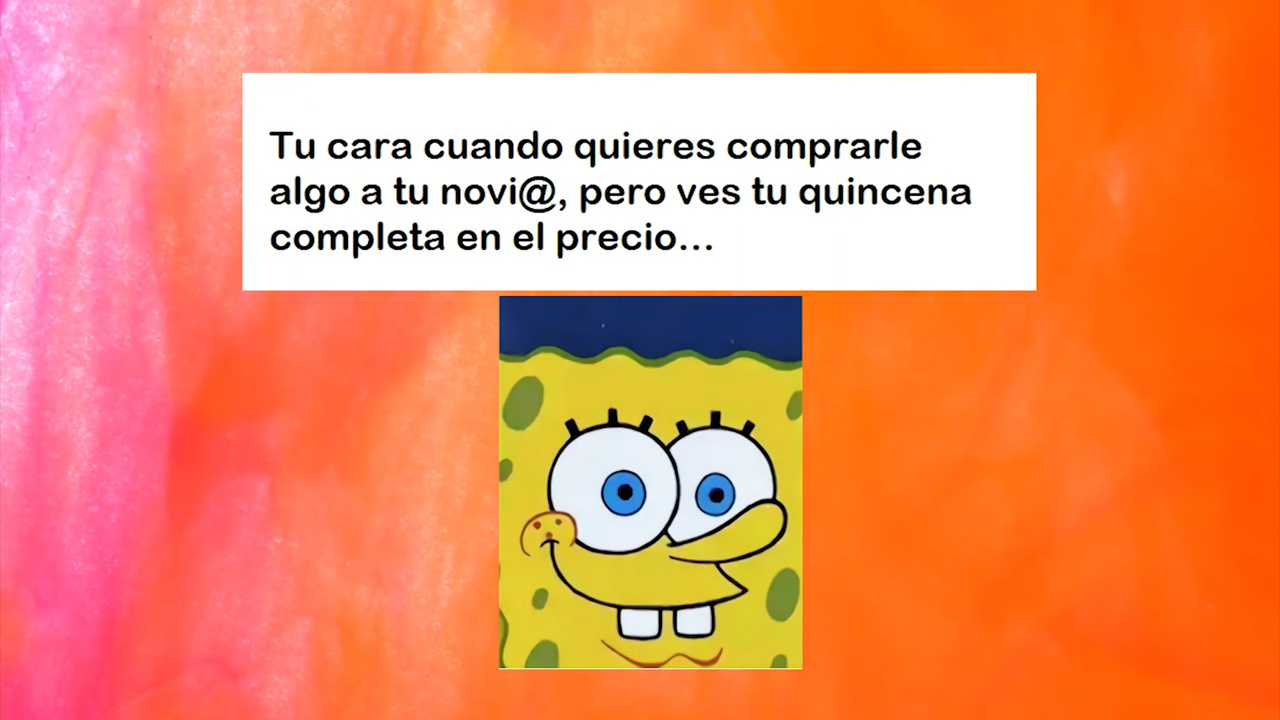 Tu cara cuando quieres comprarle
algo a tu novi@, pero ves tu quincena
completa en el precio...